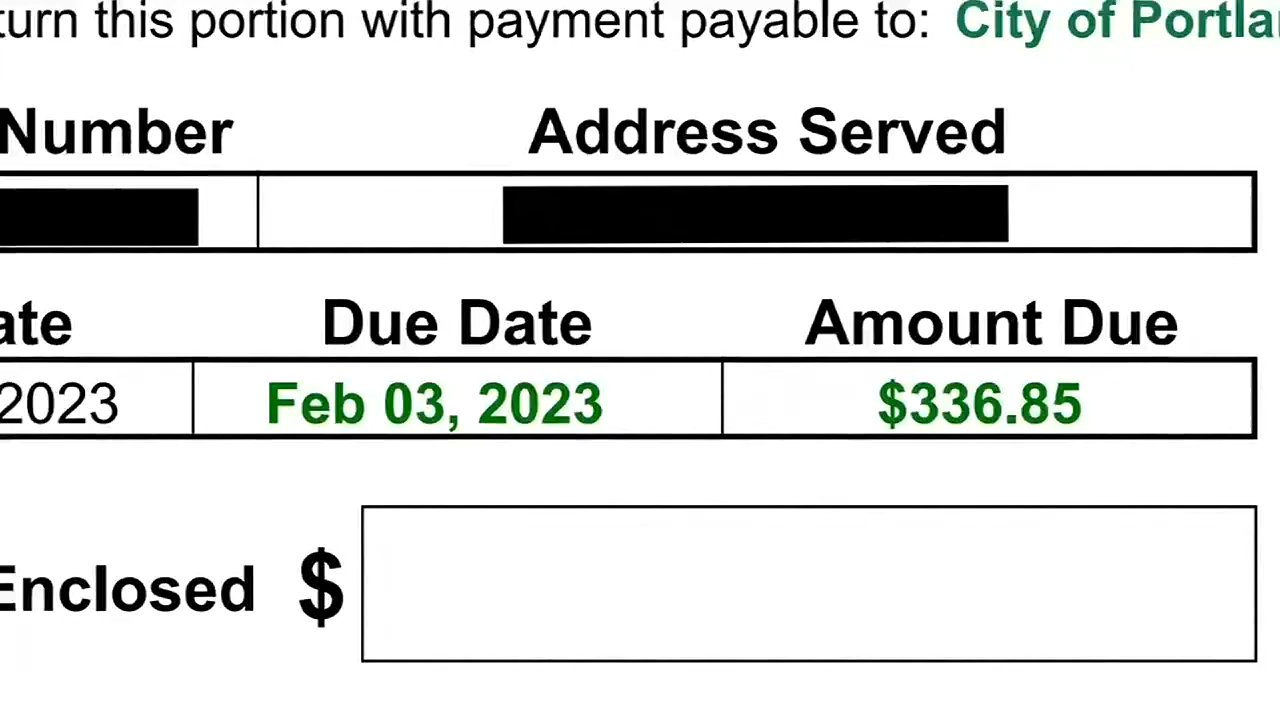 turn this portion with payment payable to: City of Portla
Number Address Served
ate Due Date Amount Due
2023 Feb 03, 2023 $336.85
Enclosed $